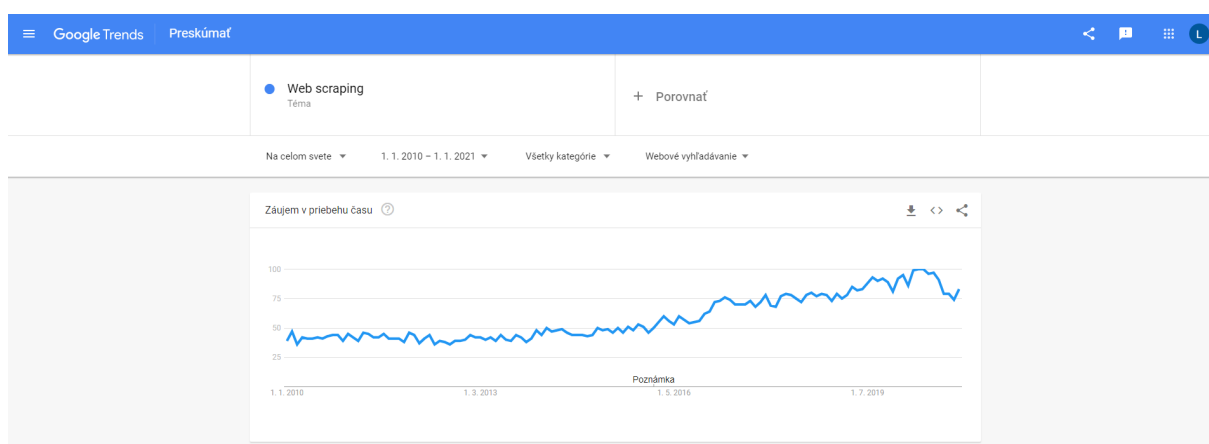 Google Trends Preskúmať L
Web scraping
Téma
+ Porovnať
Na celom svete 1. 1. 2010 – 1. 1. 2021 Všetky kategórie Webové vyhľadávanie
Záujem v priebehu času
100
75
50
25
Poznámka
1. 1. 2010 1. 3. 2013 1. 5. 2016 1. 7. 2019